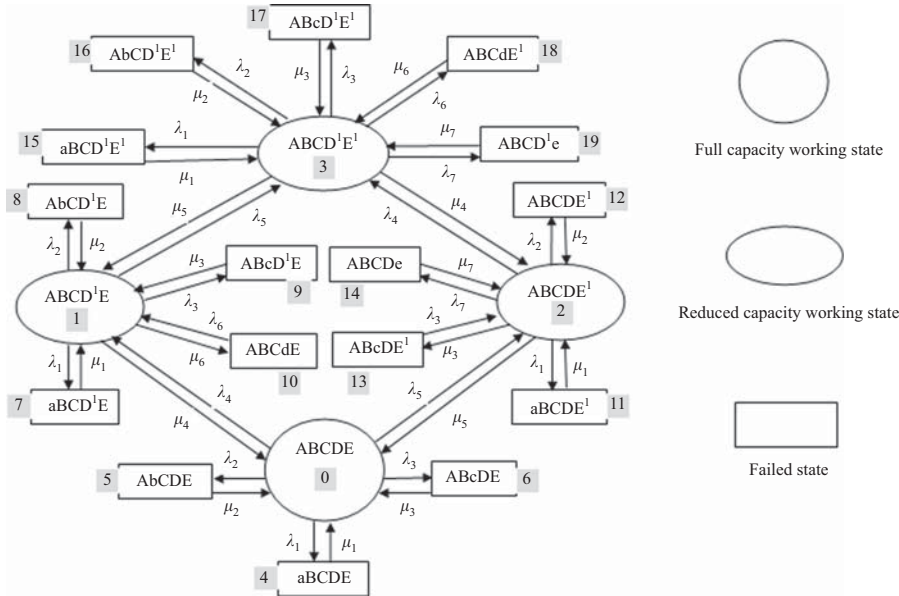 17
ABcD¹E¹
16
AbCD¹E¹
λ₂
μ₂
μ₃
λ₃
μ₆
λ₆
ABCdE¹
18
15
aBCD¹E¹
λ₁
μ₁
ABCD¹E¹
3
μ₇
λ₇
ABCD¹e
19
Full capacity working state
8
AbCD¹E
λ₂
μ₂
μ₅
λ₅
λ₄
μ₄
12
ABCDE¹
λ₂
μ₂
ABCD¹E
1
μ₃
λ₃
ABcD¹E
9
ABCDe
14
μ₇
λ₇
ABCDE¹
2
Reduced capacity working state
λ₆
μ₆
ABCdE
10
λ₃
μ₃
ABcDE¹
13
λ₁
μ₁
7
aBCD¹E
λ₄
μ₄
λ₅
μ₅
λ₁
μ₁
aBCDE¹
11
ABCDE
0
5
AbCDE
λ₂
μ₂
λ₃
μ₃
ABcDE
6
Failed state
λ₁
μ₁
4
aBCDE